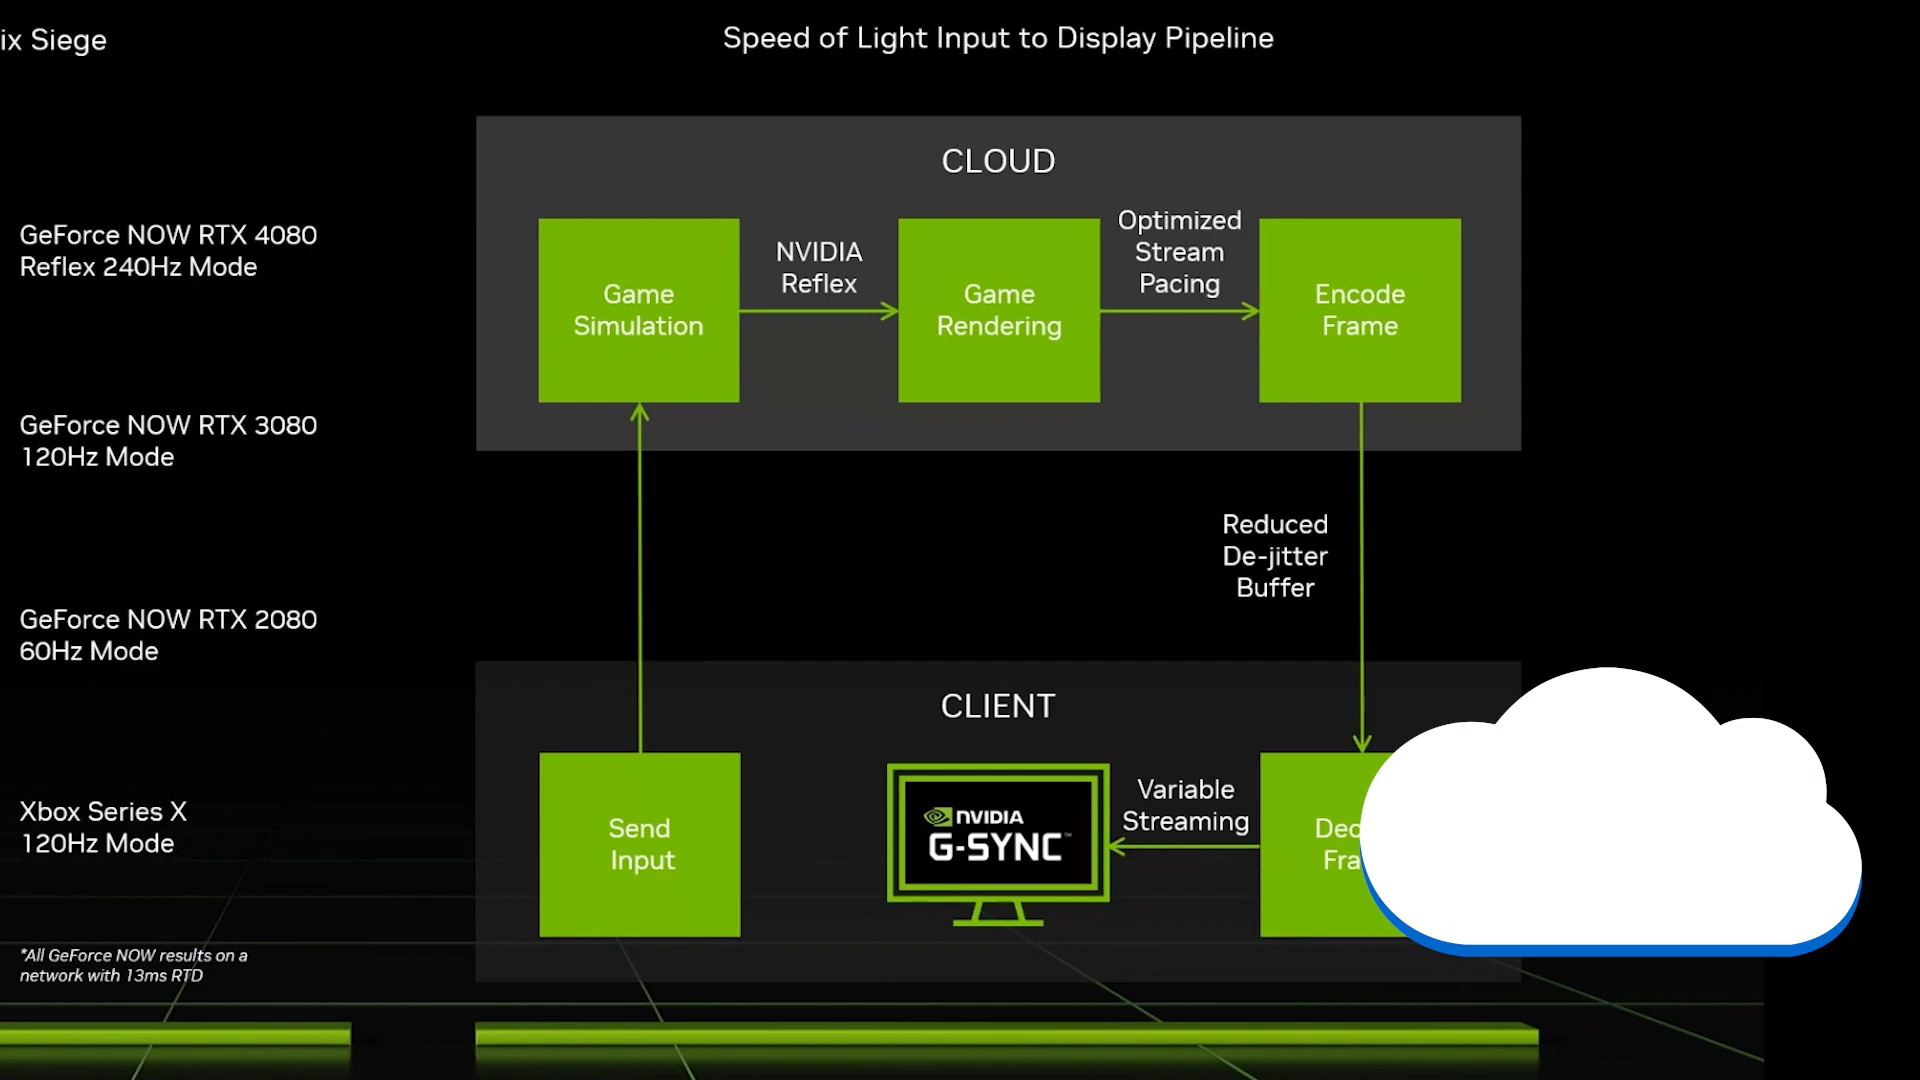 ix Siege
Speed of Light Input to Display Pipeline
GeForce NOW RTX 4080
Reflex 240Hz Mode
GeForce NOW RTX 3080
120Hz Mode
GeForce NOW RTX 2080
60Hz Mode
Xbox Series X
120Hz Mode
*All GeForce NOW results on a
network with 13ms RTD
CLOUD
Game
Simulation
NVIDIA
Reflex
Game
Rendering
Optimized
Stream
Pacing
Encode
Frame
Reduced
De-jitter
Buffer
CLIENT
Send
Input
NVIDIA
G-SYNC™
Variable
Streaming